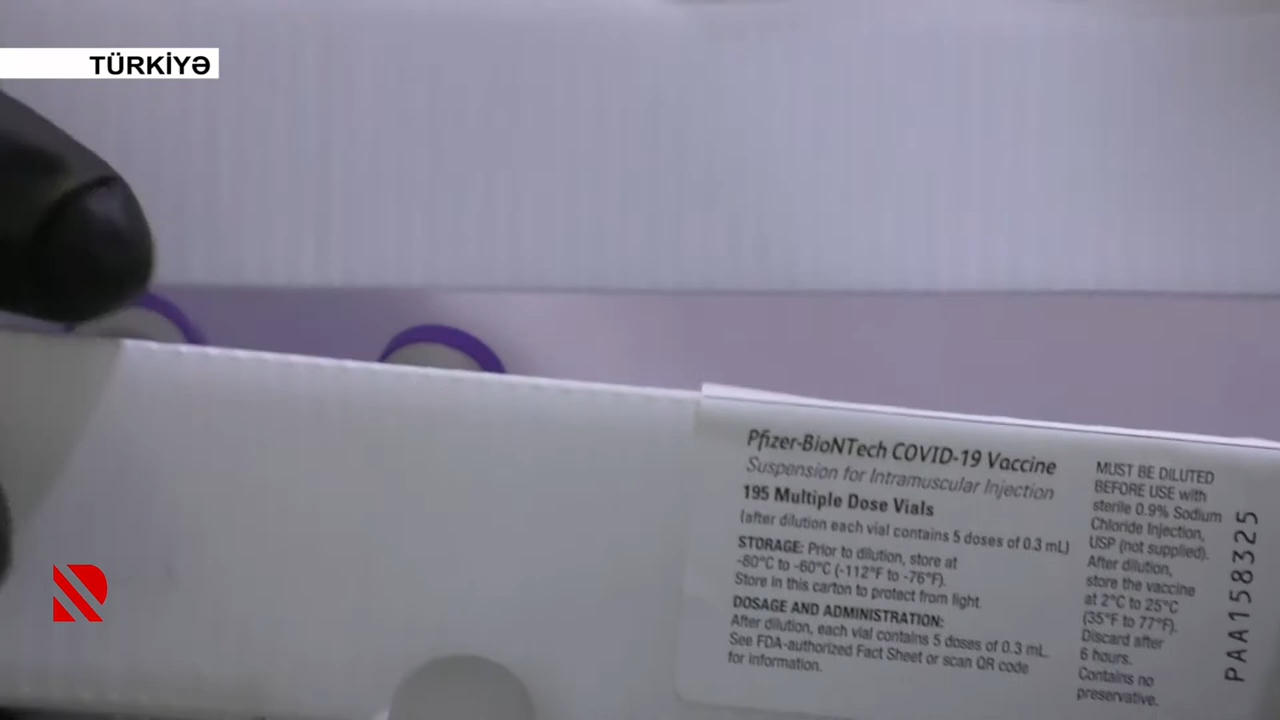 TÜRKİYƏ
Pfizer-BioNTech COVID-19 Vaccine
Suspension for Intramuscular Injection
195 Multiple Dose Vials
(after dilution each vial contains 5 doses of 0.3 mL)
STORAGE: Prior to dilution, store at
-80°C to -60°C (-112°F to -76°F).
Store in this carton to protect from light.
DOSAGE AND ADMINISTRATION:
After dilution, each vial contains 5 doses of 0.3 mL.
See FDA-authorized Fact Sheet or scan QR code
for information.
MUST BE DILUTED
BEFORE USE with
sterile 0.9% Sodium
Chloride Injection,
USP (not supplied).
After dilution,
store the vaccine
at 2°C to 25°C
(35°F to 77°F).
Discard after
6 hours.
Contains no
preservative.
PAA158325